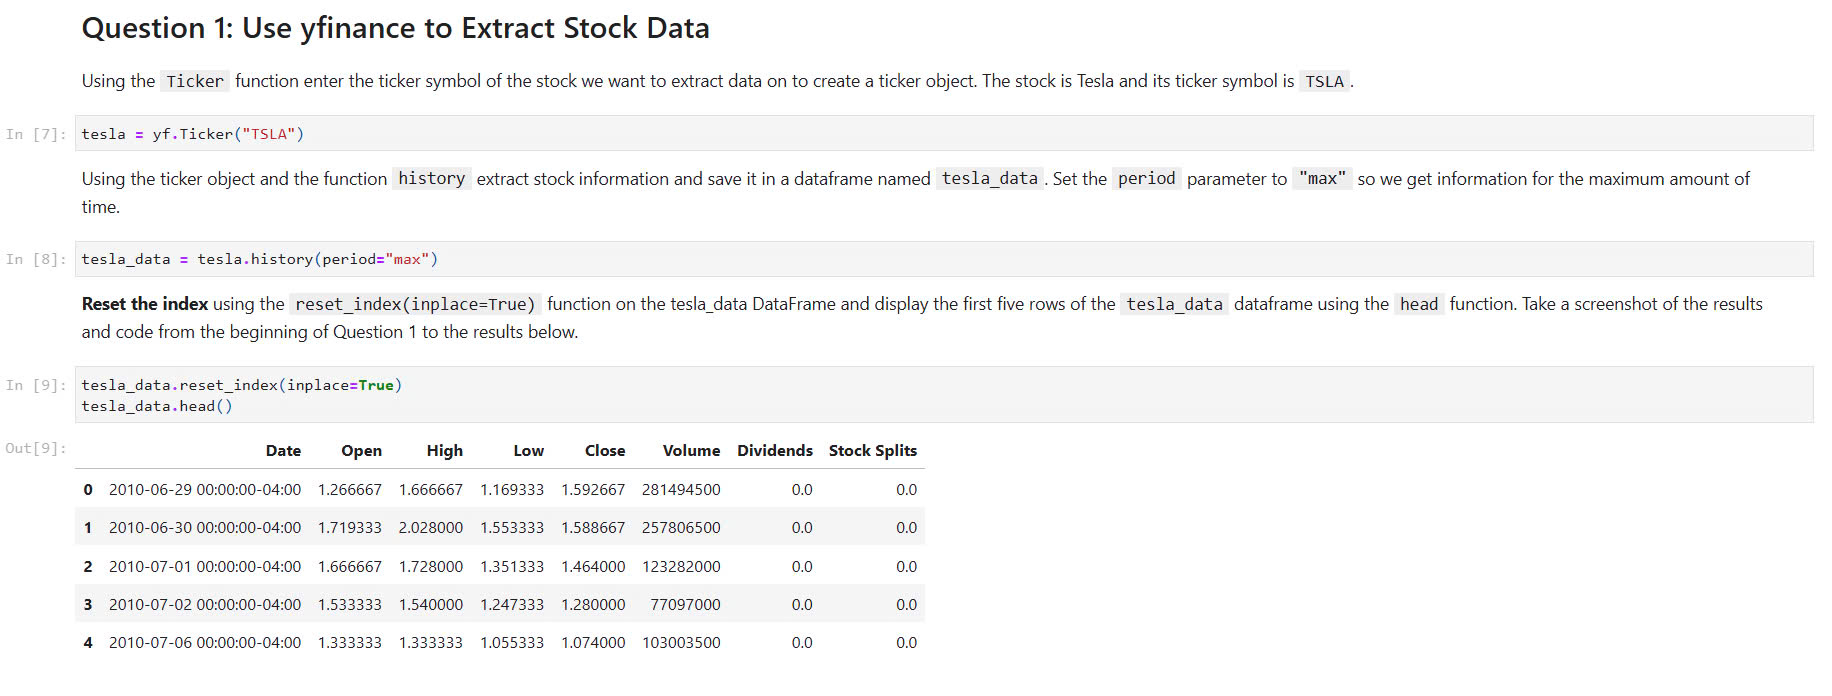 Question 1: Use yfinance to Extract Stock Data
Using the Ticker function enter the ticker symbol of the stock we want to extract data on to create a ticker object. The stock is Tesla and its ticker symbol is TSLA .
In [7]: tesla = yf.Ticker("TSLA")
Using the ticker object and the function history extract stock information and save it in a dataframe named tesla_data . Set the period parameter to "max" so we get information for the maximum amount of
time.
In [8]: tesla_data = tesla.history(period="max")
Reset the index using the reset_index(inplace=True) function on the tesla_data DataFrame and display the first five rows of the tesla_data dataframe using the head function. Take a screenshot of the results
and code from the beginning of Question 1 to the results below.
In [9]: tesla_data.reset_index(inplace=True)
tesla_data.head()
Out[9]:
Date Open High Low Close Volume Dividends Stock Splits
0 2010-06-29 00:00:00-04:00 1.266667 1.666667 1.169333 1.592667 281494500 0.0 0.0
1 2010-06-30 00:00:00-04:00 1.719333 2.028000 1.553333 1.588667 257806500 0.0 0.0
2 2010-07-01 00:00:00-04:00 1.666667 1.728000 1.351333 1.464000 123282000 0.0 0.0
3 2010-07-02 00:00:00-04:00 1.533333 1.540000 1.247333 1.280000 77097000 0.0 0.0
4 2010-07-06 00:00:00-04:00 1.333333 1.333333 1.055333 1.074000 103003500 0.0 0.0